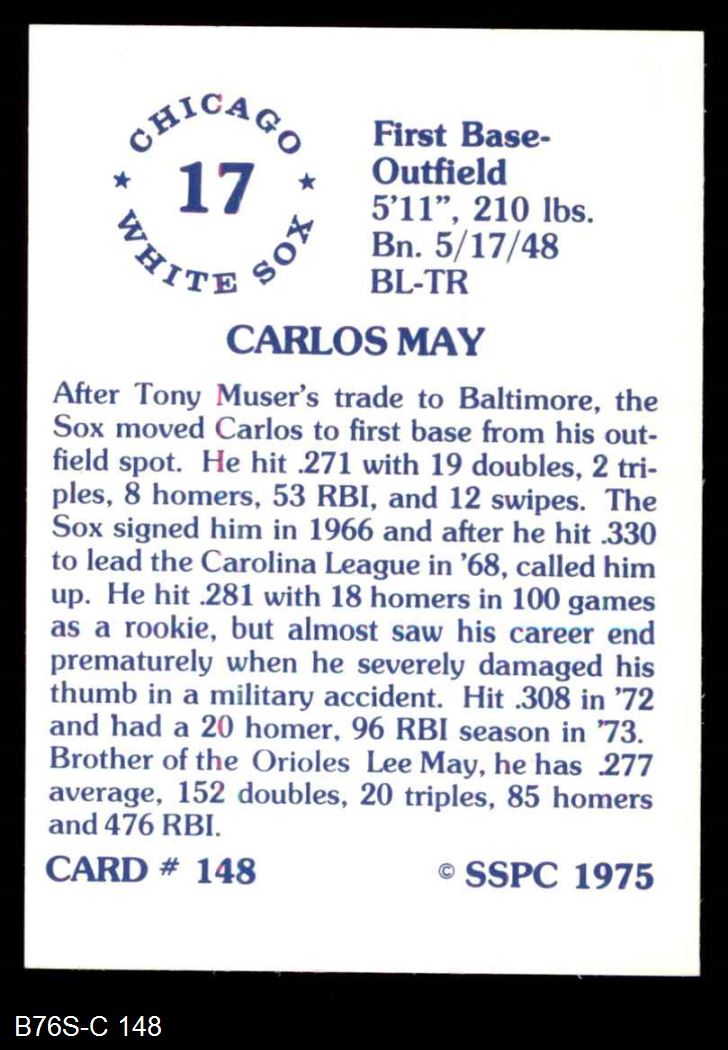 CHICAGO
17
WHITE SOX
First Base-
Outfield
5'11", 210 lbs.
Bn. 5/17/48
BL-TR
CARLOS MAY
After Tony Muser's trade to Baltimore, the
Sox moved Carlos to first base from his out-
field spot. He hit .271 with 19 doubles, 2 tri-
ples, 8 homers, 53 RBI, and 12 swipes. The
Sox signed him in 1966 and after he hit .330
to lead the Carolina League in '68, called him
up. He hit .281 with 18 homers in 100 games
as a rookie, but almost saw his career end
prematurely when he severely damaged his
thumb in a military accident. Hit .308 in '72
and had a 20 homer, 96 RBI season in '73.
Brother of the Orioles Lee May, he has .277
average, 152 doubles, 20 triples, 85 homers
and 476 RBI.
CARD # 148 © SSPC 1975
B76S-C 148